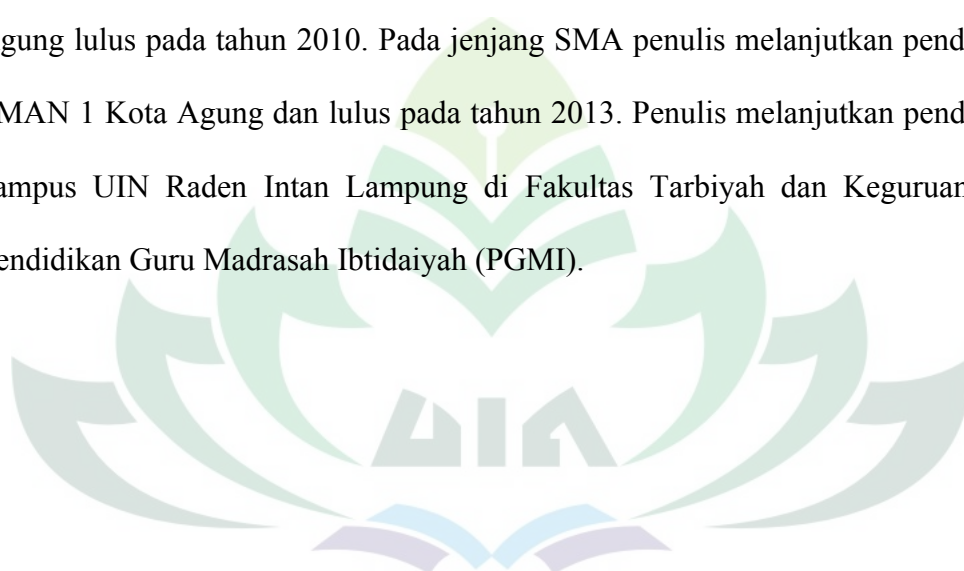 gung lulus pada tahun 2010. Pada jenjang SMA penulis melanjutkan pend
MAN 1 Kota Agung dan lulus pada tahun 2013. Penulis melanjutkan pend
ampus UIN Raden Intan Lampung di Fakultas Tarbiyah dan Keguruan
endidikan Guru Madrasah Ibtidaiyah (PGMI).
UIN